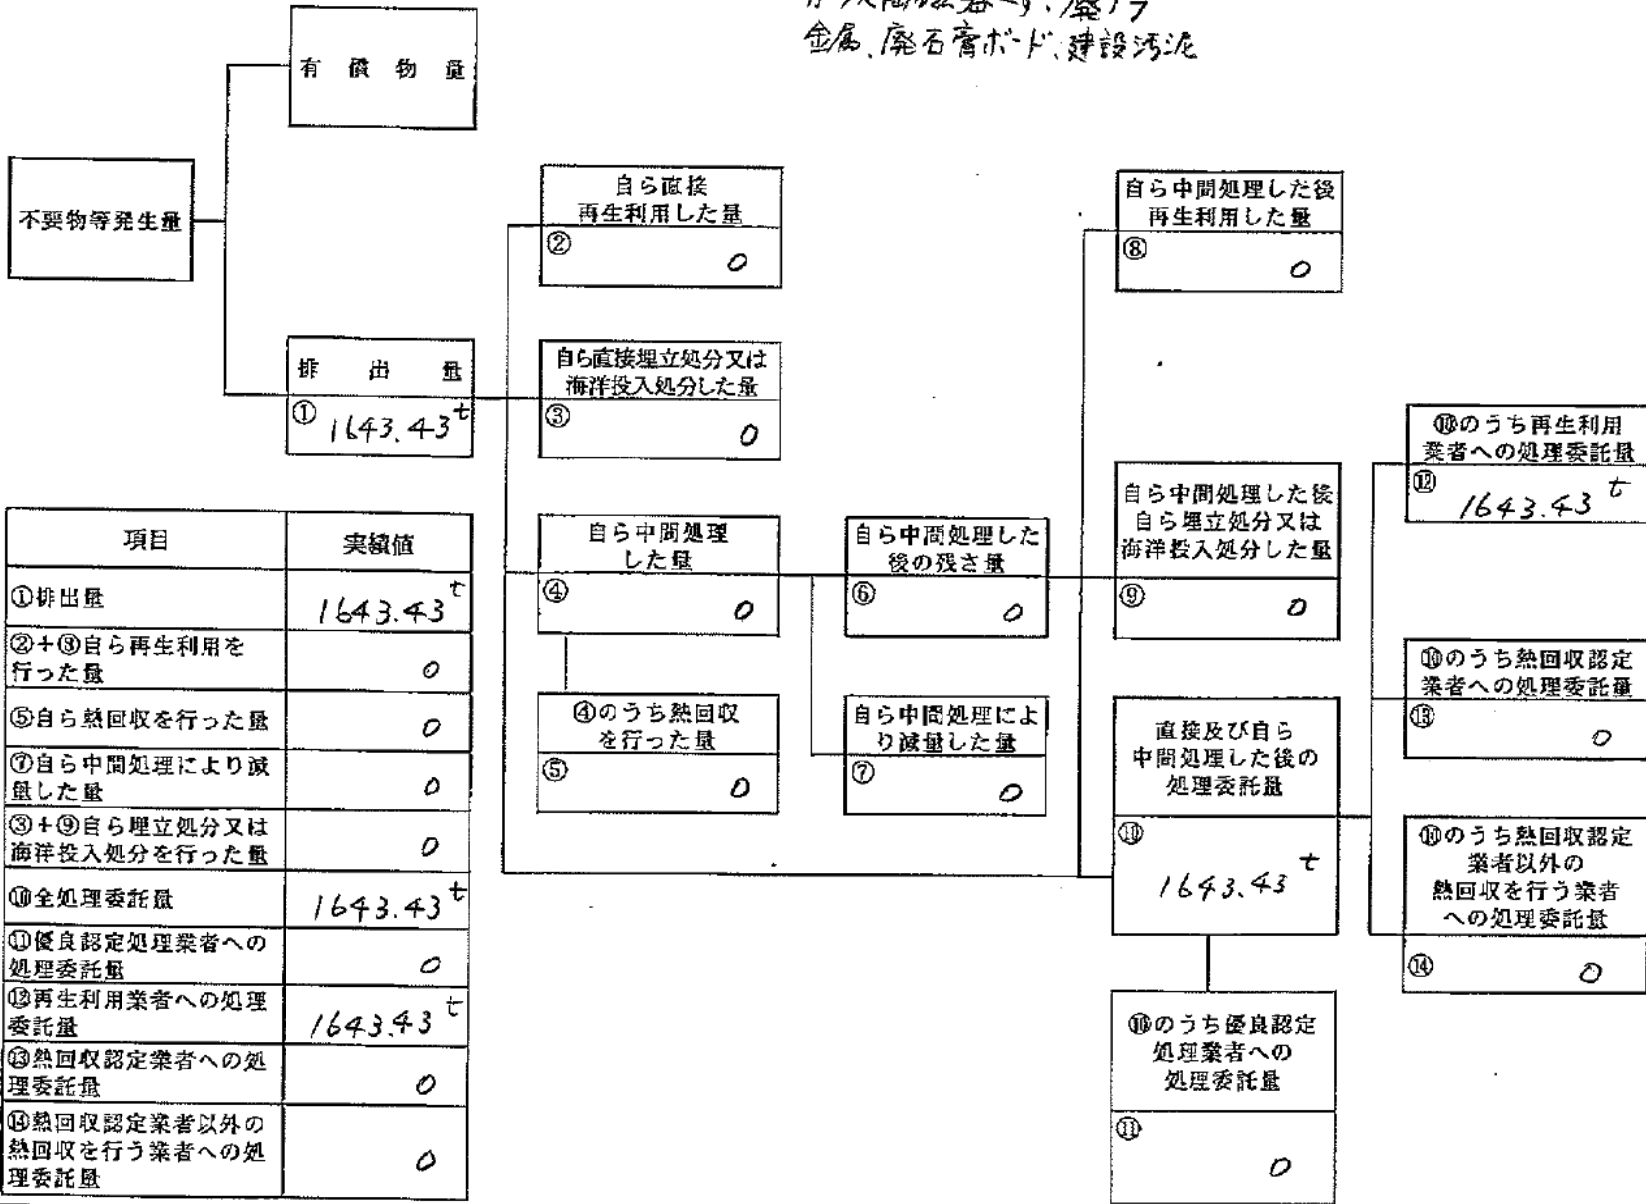 金属、廃石膏ボード、建設汚泥
有償物量
不要物等発生量
自ら直接
再生利用した量
②
0
自ら中間処理した後
再生利用した量
⑧
0
排出量
① 1643.43t
自ら直接埋立処分又は
海洋投入処分した量
③
0
⑩のうち再生利用
業者への処理委託量
⑫
1643.43t
自ら中間処理
した量
④
0
自ら中間処理した
後の残さ量
⑥
0
自ら中間処理した後
自ら埋立処分又は
海洋投入処分した量
⑨
0
⑩のうち熱回収認定
業者への処理委託量
⑬
0
④のうち熱回収
を行った量
⑤
0
自ら中間処理によ
り減量した量
⑦
0
直接及び自ら
中間処理した後の
処理委託量
⑩
1643.43t
⑩のうち熱回収認定
業者以外の
熱回収を行う業者
への処理委託量
⑭
0
⑩のうち優良認定
処理業者への
処理委託量
⑪
0
項目 実績値
①排出量 1643.43t
②+⑧自ら再生利用を
行った量 0
⑤自ら熱回収を行った量 0
⑦自ら中間処理により減
量した量 0
③+⑨自ら埋立処分又は
海洋投入処分を行った量 0
⑩全処理委託量 1643.43t
⑪優良認定処理業者への
処理委託量 0
⑫再生利用業者への処理
委託量 1643.43t
⑬熱回収認定業者への処
理委託量 0
⑭熱回収認定業者以外の
熱回収を行う業者への処
理委託量 0